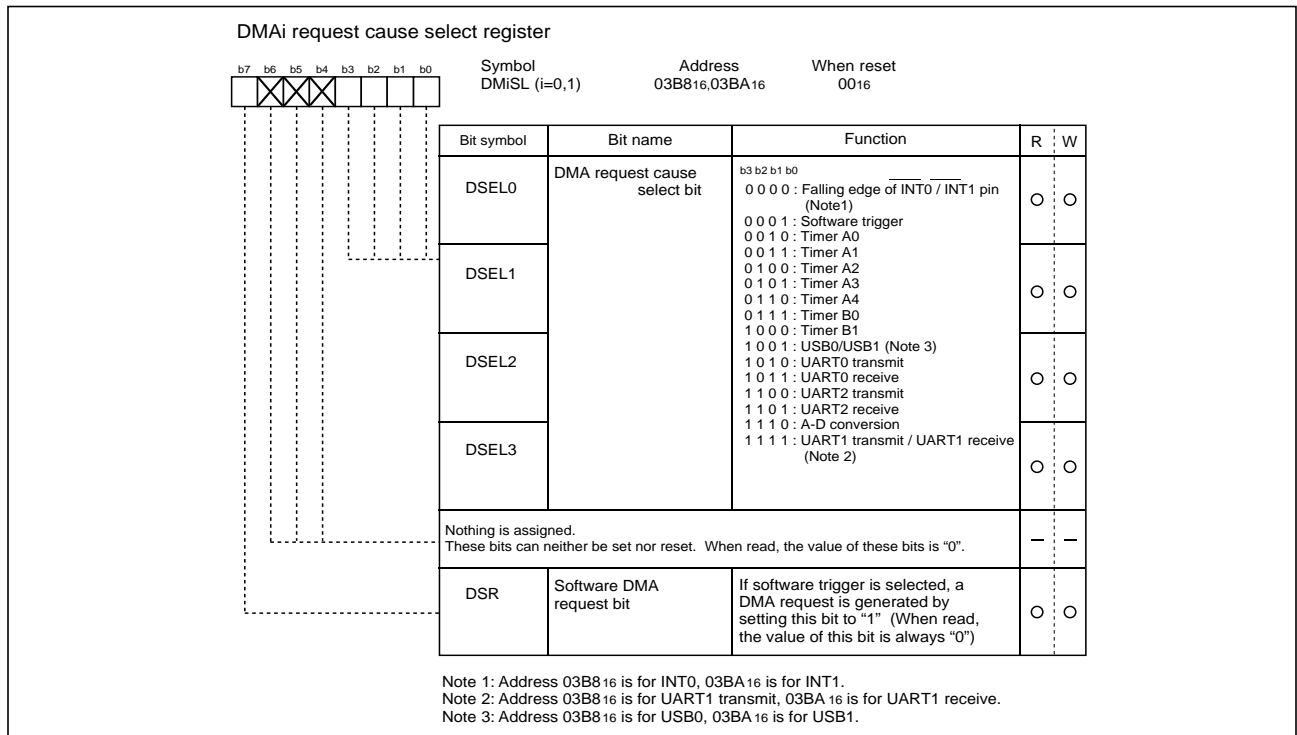 DMAi request cause select register
b7 b6 b5 b4 b3 b2 b1 b0
Symbol Address When reset
DMiSL (i=0,1) 03B816,03BA16 0016
Bit symbol Bit name Function R W
DSEL0
DMA request cause
select bit
b3 b2 b1 b0
0 0 0 0 : Falling edge of INT0 / INT1 pin
(Note1)
0 0 0 1 : Software trigger
0 0 1 0 : Timer A0
0 0 1 1 : Timer A1
0 1 0 0 : Timer A2
0 1 0 1 : Timer A3
0 1 1 0 : Timer A4
0 1 1 1 : Timer B0
1 0 0 0 : Timer B1
1 0 0 1 : USB0/USB1 (Note 3)
1 0 1 0 : UART0 transmit
1 0 1 1 : UART0 receive
1 1 0 0 : UART2 transmit
1 1 0 1 : UART2 receive
1 1 1 0 : A-D conversion
1 1 1 1 : UART1 transmit / UART1 receive
(Note 2)
DSEL1
DSEL2
DSEL3
Nothing is assigned.
These bits can neither be set nor reset. When read, the value of these bits is “0”.
DSR
Software DMA
request bit
If software trigger is selected, a
DMA request is generated by
setting this bit to “1” (When read,
the value of this bit is always “0”)
Note 1: Address 03B816 is for INT0, 03BA16 is for INT1.
Note 2: Address 03B816 is for UART1 transmit, 03BA16 is for UART1 receive.
Note 3: Address 03B816 is for USB0, 03BA16 is for USB1.